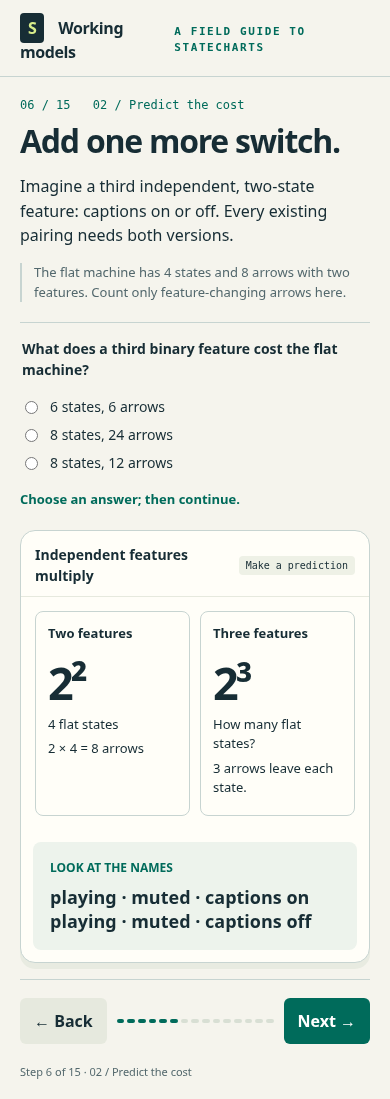 S Working models
A FIELD GUIDE TO STATECHARTS
06 / 15 02 / Predict the cost
Add one more switch.
Imagine a third independent, two-state
feature: captions on or off. Every existing
pairing needs both versions.
The flat machine has 4 states and 8 arrows with two
features. Count only feature-changing arrows here.
What does a third binary feature cost the flat
machine?
6 states, 6 arrows
8 states, 24 arrows
8 states, 12 arrows
Choose an answer; then continue.
Independent features
multiply
Make a prediction
Two features
2²
4 flat states
2 × 4 = 8 arrows
Three features
2³
How many flat
states?
3 arrows leave each
state.
LOOK AT THE NAMES
playing · muted · captions on
playing · muted · captions off
← Back
Next →
Step 6 of 15 · 02 / Predict the cost